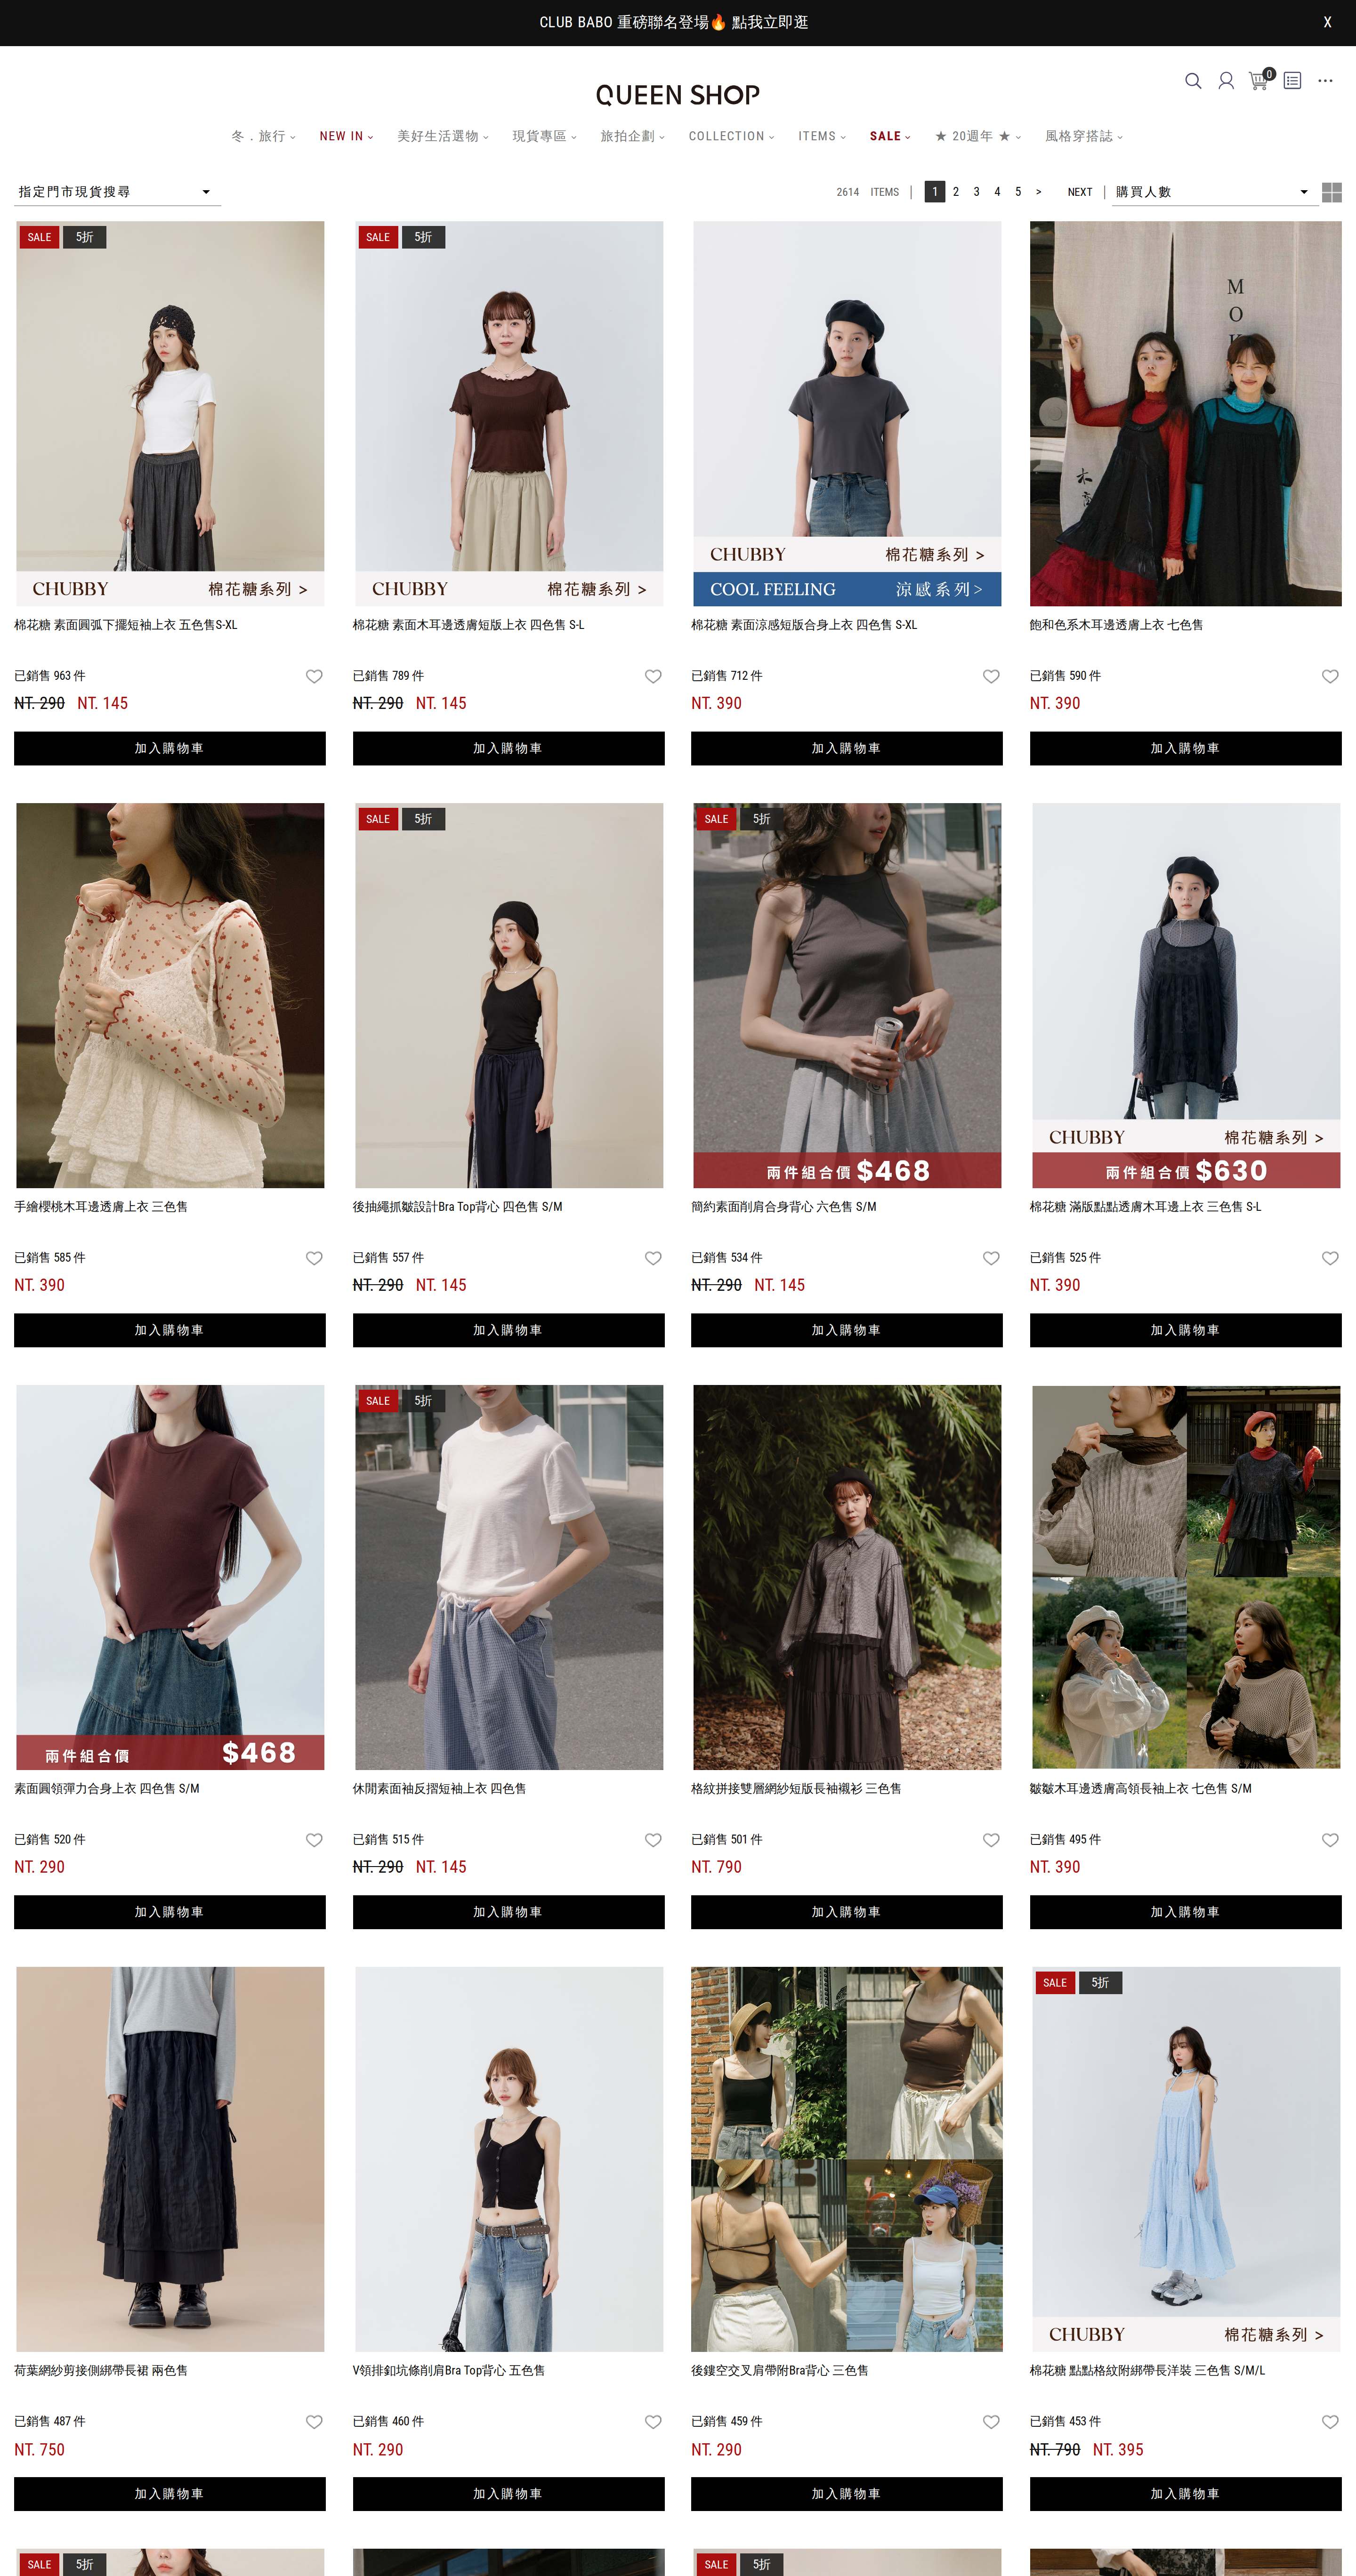 CLUB BABO 重磅聯名登場🔥 點我立即逛
X
QUEEN SHOP
0
冬．旅行
NEW IN
美好生活選物
現貨專區
旅拍企劃
COLLECTION
ITEMS
SALE
★ 20週年 ★
風格穿搭誌
指定門市現貨搜尋
2614 ITEMS | 1 2 3 4 5 > NEXT |
購買人數
SALE 5折
CHUBBY 棉花糖系列 >
棉花糖 素面圓弧下擺短袖上衣 五色售S-XL
已銷售 963 件
NT. 290 NT. 145
加入購物車
SALE 5折
CHUBBY 棉花糖系列 >
棉花糖 素面木耳邊透膚短版上衣 四色售 S-L
已銷售 789 件
NT. 290 NT. 145
加入購物車
CHUBBY 棉花糖系列 >
COOL FEELING 涼感系列>
棉花糖 素面涼感短版合身上衣 四色售 S-XL
已銷售 712 件
NT. 390
加入購物車
M
O
木
飽和色系木耳邊透膚上衣 七色售
已銷售 590 件
NT. 390
加入購物車
手繪櫻桃木耳邊透膚上衣 三色售
已銷售 585 件
NT. 390
加入購物車
SALE 5折
後抽繩抓皺設計Bra Top背心 四色售 S/M
已銷售 557 件
NT. 290 NT. 145
加入購物車
SALE 5折
兩件組合價 $468
簡約素面削肩合身背心 六色售 S/M
已銷售 534 件
NT. 290 NT. 145
加入購物車
CHUBBY 棉花糖系列 >
兩件組合價 $630
棉花糖 滿版點點透膚木耳邊上衣 三色售 S-L
已銷售 525 件
NT. 390
加入購物車
兩件組合價 $468
素面圓領彈力合身上衣 四色售 S/M
已銷售 520 件
NT. 290
加入購物車
SALE 5折
休閒素面袖反摺短袖上衣 四色售
已銷售 515 件
NT. 290 NT. 145
加入購物車
格紋拼接雙層網紗短版長袖襯衫 三色售
已銷售 501 件
NT. 790
加入購物車
皺皺木耳邊透膚高領長袖上衣 七色售 S/M
已銷售 495 件
NT. 390
加入購物車
荷葉網紗剪接側綁帶長裙 兩色售
已銷售 487 件
NT. 750
加入購物車
V領排釦坑條削肩Bra Top背心 五色售
已銷售 460 件
NT. 290
加入購物車
後鏤空交叉肩帶附Bra背心 三色售
已銷售 459 件
NT. 290
加入購物車
SALE 5折
CHUBBY 棉花糖系列 >
棉花糖 點點格紋附綁帶長洋裝 三色售 S/M/L
已銷售 453 件
NT. 790 NT. 395
加入購物車
SALE 5折
SALE 5折